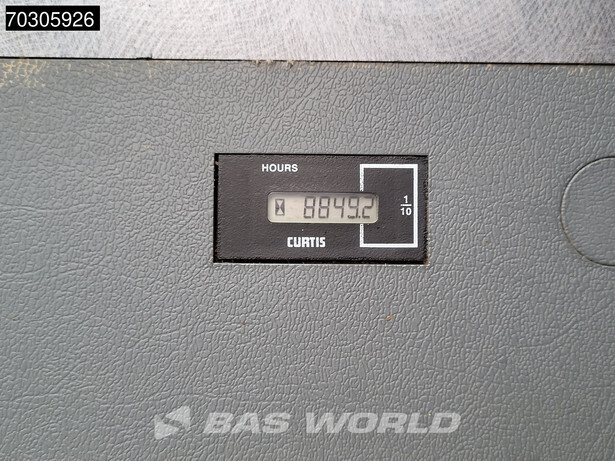 70305926
HOURS
8849.2
1/10
CURTIS
BAS WORLD